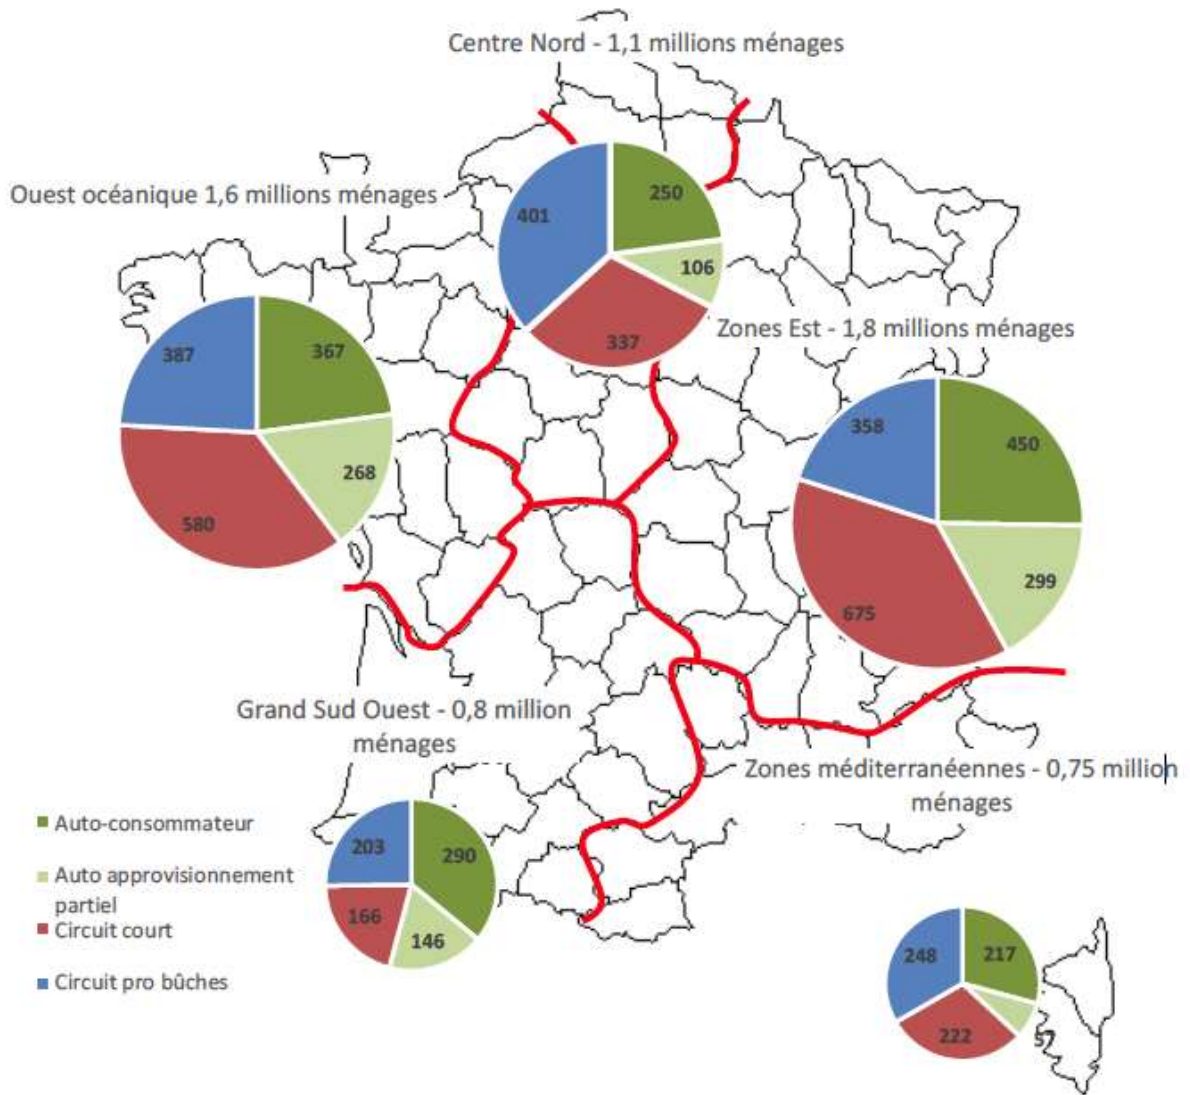 Centre Nord - 1,1 millions ménages
250
401
106
337
Ouest océanique 1,6 millions ménages
387
367
268
580
Zones Est - 1,8 millions ménages
358
450
299
675
Grand Sud Ouest - 0,8 million
ménages
203
290
166
146
Zones méditerranéennes - 0,75 million
ménages
248
217
222
57
Auto-consommateur
Auto approvisionnement
partiel
Circuit court
Circuit pro bûches